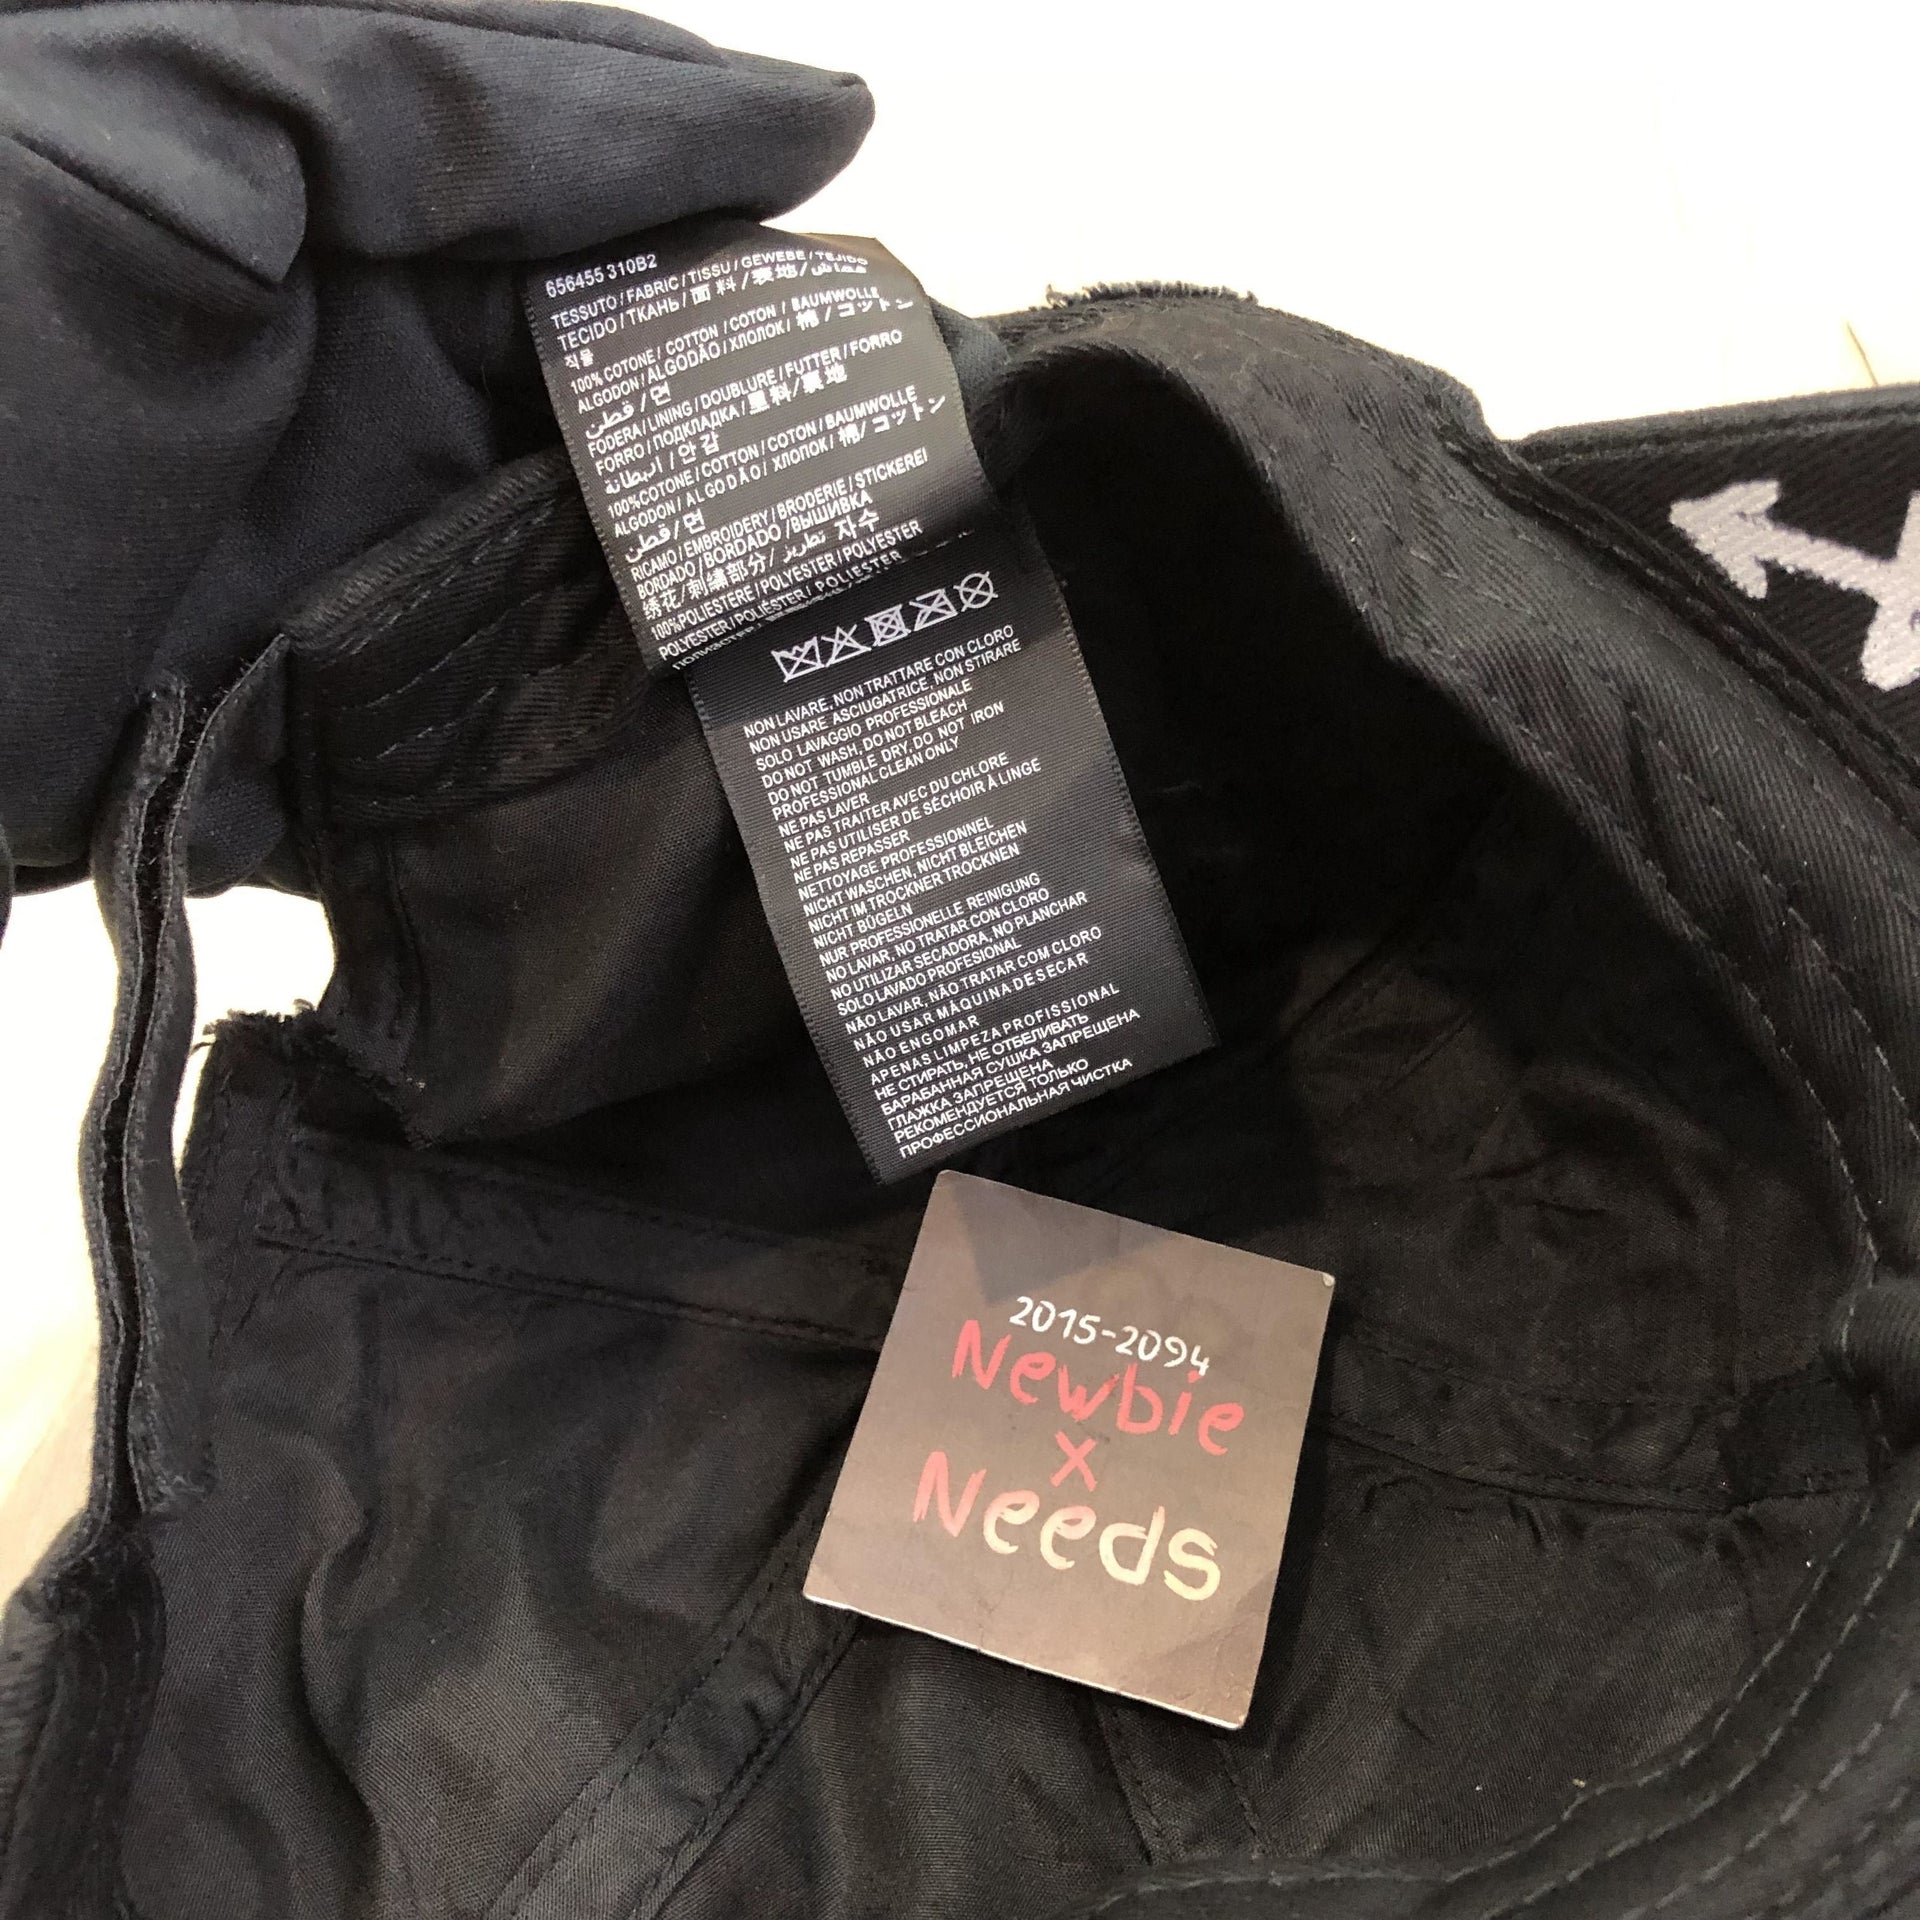 656455 310B2
TESSUTO / FABRIC / TISSU / GEWEBE / TEJIDO
TECIDO / ТКАНЬ / 面 料 / 裏地 / قماش
직물
100% COTONE / COTTON / COTON / BAUMWOLLE
ALGODON / ALGODÃO / ХЛОПОК / 棉 / コットン
قطن / 면
FODERA / LINING / DOUBLURE / FUTTER / FORRO
FORRO / ПОДКЛАДКА / 里料 / 裏地
البطانة / 안감
100%COTONE / COTTON / COTON / BAUMWOLLE
ALGODON / ALGODÃO / ХЛОПОК / 棉 / コットン
قطن / 면
RICAMO / EMBROIDERY / BRODERIE / STICKEREI
BORDADO / BORDADO / ВЫШИВКА
绣花 / 刺繍部分 / تطريز 자수
100%POLIESTERE / POLYESTER / POLYESTER
POLYESTER / POLIÉSTER / POLIESTER
ПОЛИЭСТЕР
NON LAVARE, NON TRATTARE CON CLORO
NON USARE ASCIUGATRICE, NON STIRARE
SOLO LAVAGGIO PROFESSIONALE
DO NOT WASH, DO NOT BLEACH
DO NOT TUMBLE DRY, DO NOT IRON
PROFESSIONAL CLEAN ONLY
NE PAS LAVER
NE PAS TRAITER AVEC DU CHLORE
NE PAS UTILISER DE SÉCHOIR À LINGE
NE PAS REPASSER
NETTOYAGE PROFESSIONNEL
NICHT WASCHEN, NICHT BLEICHEN
NICHT IM TROCKNER TROCKNEN
NICHT BÜGELN
NUR PROFESSIONELLE REINIGUNG
NO LAVAR, NO TRATAR CON CLORO
NO UTILIZAR SECADORA, NO PLANCHAR
SOLO LAVADO PROFESIONAL
NÃO LAVAR, NÃO TRATAR COM CLORO
NÃO USAR MÁQUINA DE SECAR
NÃO ENGOMAR
APENAS LIMPEZA PROFISSIONAL
НЕ СТИРАТЬ, НЕ ОТБЕЛИВАТЬ
БАРАБАННАЯ СУШКА ЗАПРЕЩЕНА
ГЛАЖКА ЗАПРЕЩЕНА
РЕКОМЕНДУЕТСЯ ТОЛЬКО
ПРОФЕССИОНАЛЬНАЯ ЧИСТКА
2015-2094
Newbie
x
Needs